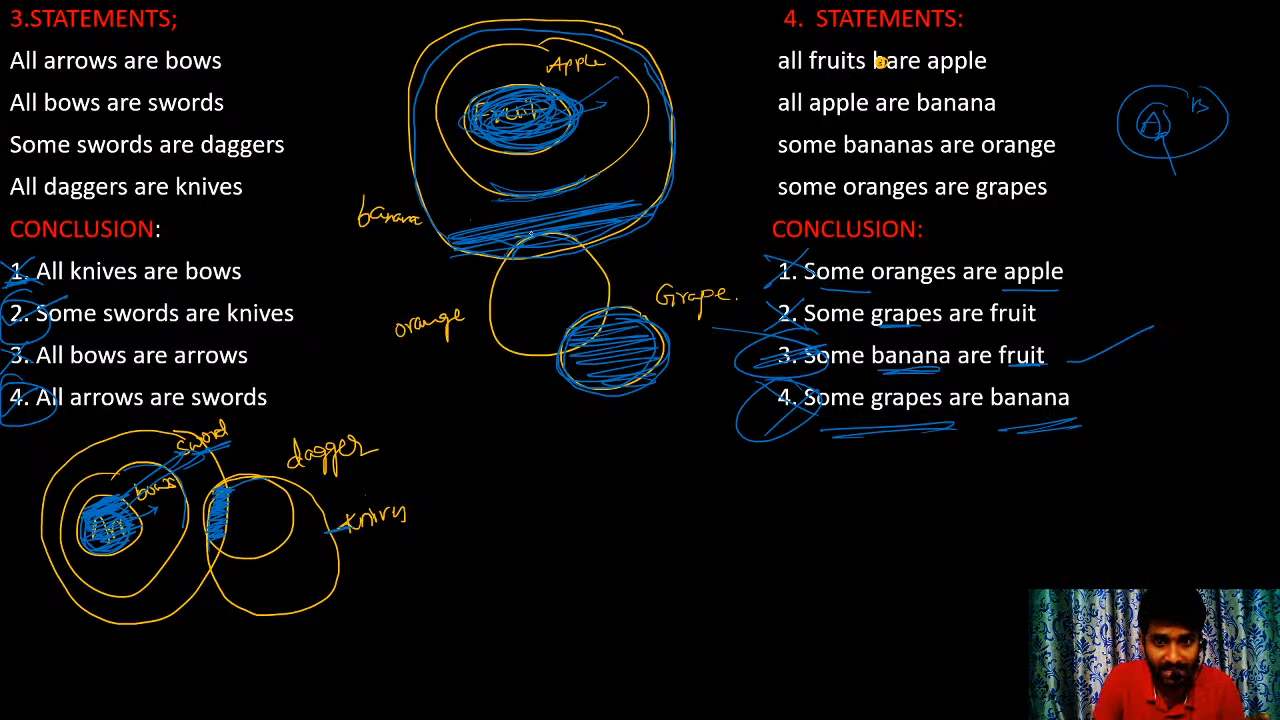 3.STATEMENTS;
All arrows are bows
All bows are swords
Some swords are daggers
All daggers are knives
CONCLUSION:
1. All knives are bows
2. Some swords are knives
3. All bows are arrows
4. All arrows are swords
sword
bows
dagger
Apple
banana
orange
Grape.
4. STATEMENTS:
all fruits bare apple
all apple are banana
some bananas are orange
some oranges are grapes
CONCLUSION:
1. Some oranges are apple
2. Some grapes are fruit
3. Some banana are fruit
4. Some grapes are banana
A
B